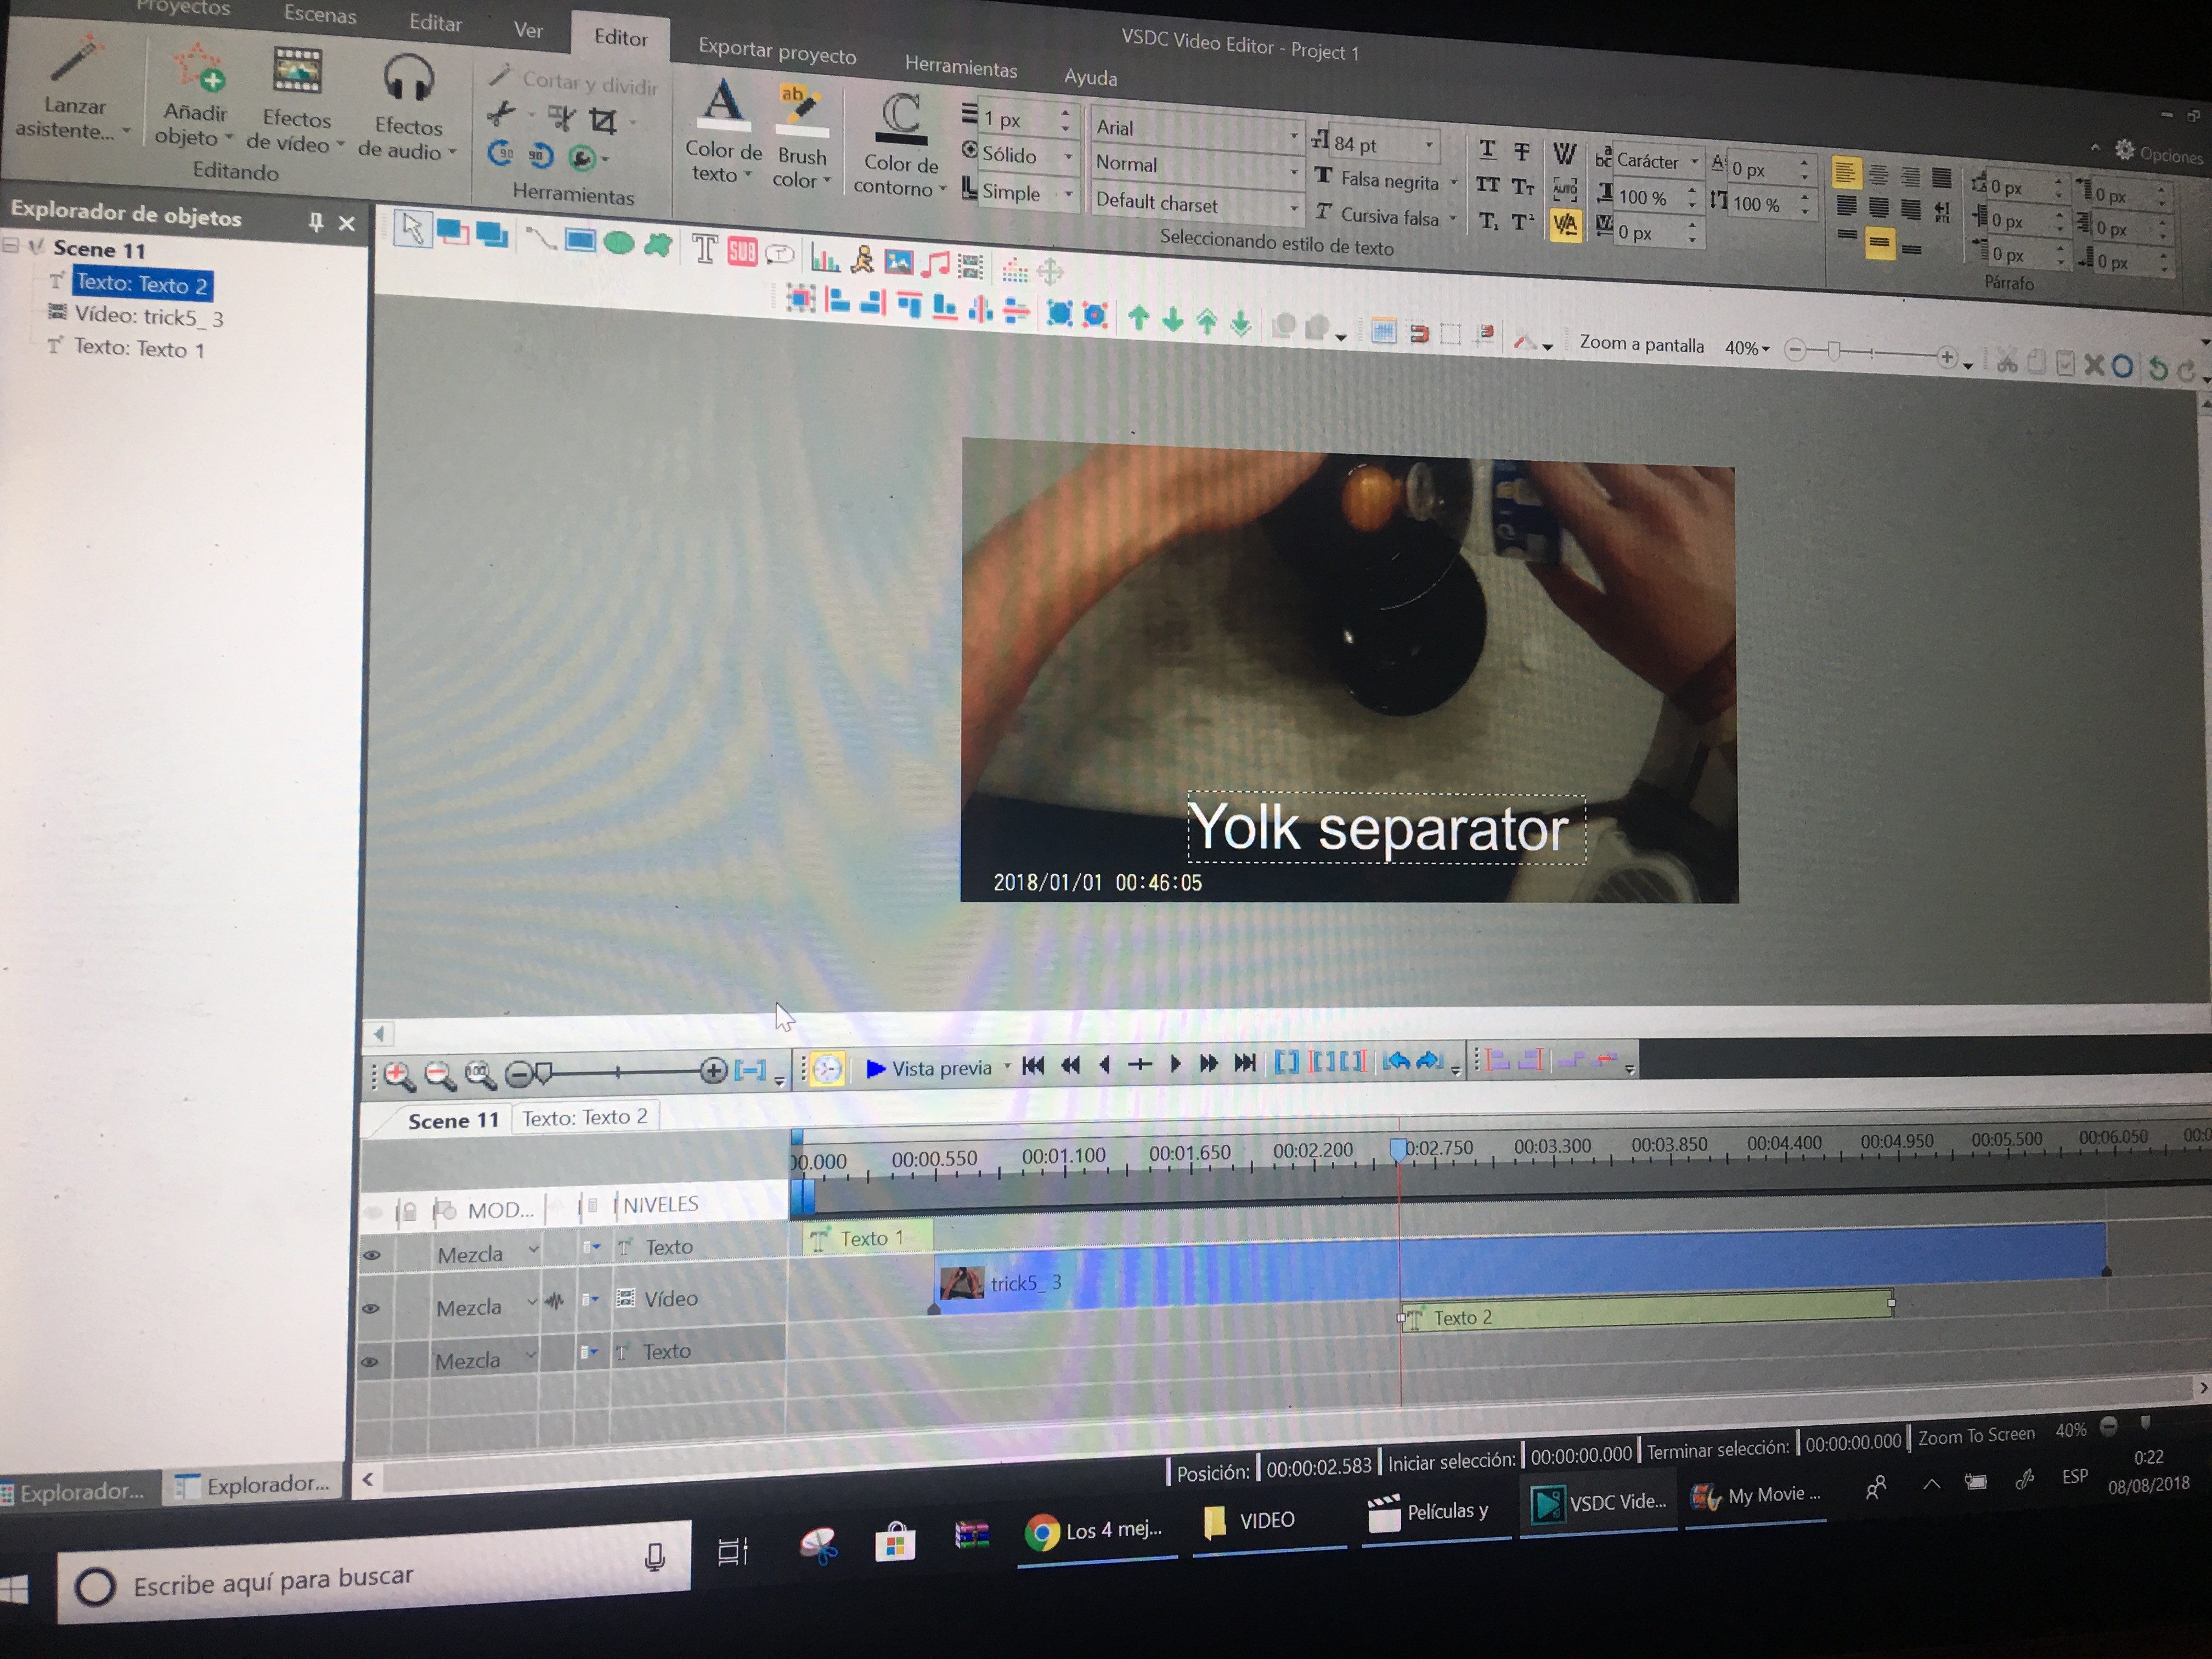 Proyectos Escenas Editar Ver Editor Exportar proyecto Herramientas Ayuda
VSDC Video Editor - Project 1
Opciones
Lanzar asistente...
Añadir objeto
Efectos de vídeo
Efectos de audio
Editando
Cortar y dividir
Herramientas
Color de texto
Brush color
Color de contorno
1 px
Sólido
Simple
Arial
Normal
Default charset
84 pt
Falsa negrita
Cursiva falsa
Seleccionando estilo de texto
Carácter
100 %
0 px
0 px
100 %
0 px 0 px
0 px 0 px
0 px 0 px
Párrafo
Explorador de objetos
Scene 11
Texto: Texto 2
Vídeo: trick5_ 3
Texto: Texto 1
SUB
Zoom a pantalla 40%
Yolk separator
2018/01/01 00:46:05
Vista previa
Scene 11 Texto: Texto 2
00.000 00:00.550 00:01.100 00:01.650 00:02.200 0:02.750 00:03.300 00:03.850 00:04.400 00:04.950 00:05.500 00:06.050 00:0
MOD... NIVELES
Mezcla Texto Texto 1
Mezcla Vídeo trick5_ 3
Mezcla Texto Texto 2
Explorador... Explorador...
Posición: 00:00:02.583 Iniciar selección: 00:00:00.000 Terminar selección: 00:00:00.000 Zoom To Screen 40%
Escribe aquí para buscar
Los 4 mej...
VIDEO
Películas y
VSDC Vide...
My Movie ...
ESP
0:22
08/08/2018